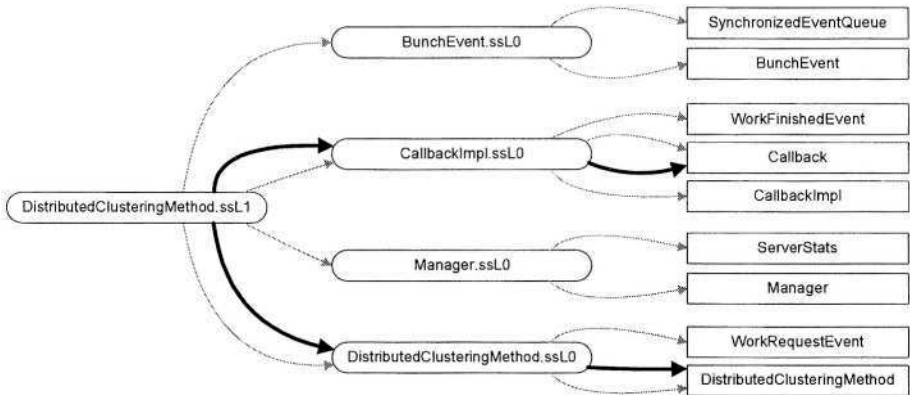 SynchronizedEventQueue
BunchEvent.ssL0
BunchEvent
WorkFinishedEvent
CallbackImpl.ssL0
Callback
CallbackImpl
DistributedClusteringMethod.ssL1
ServerStats
Manager.ssL0
Manager
WorkRequestEvent
DistributedClusteringMethod.ssL0
DistributedClusteringMethod